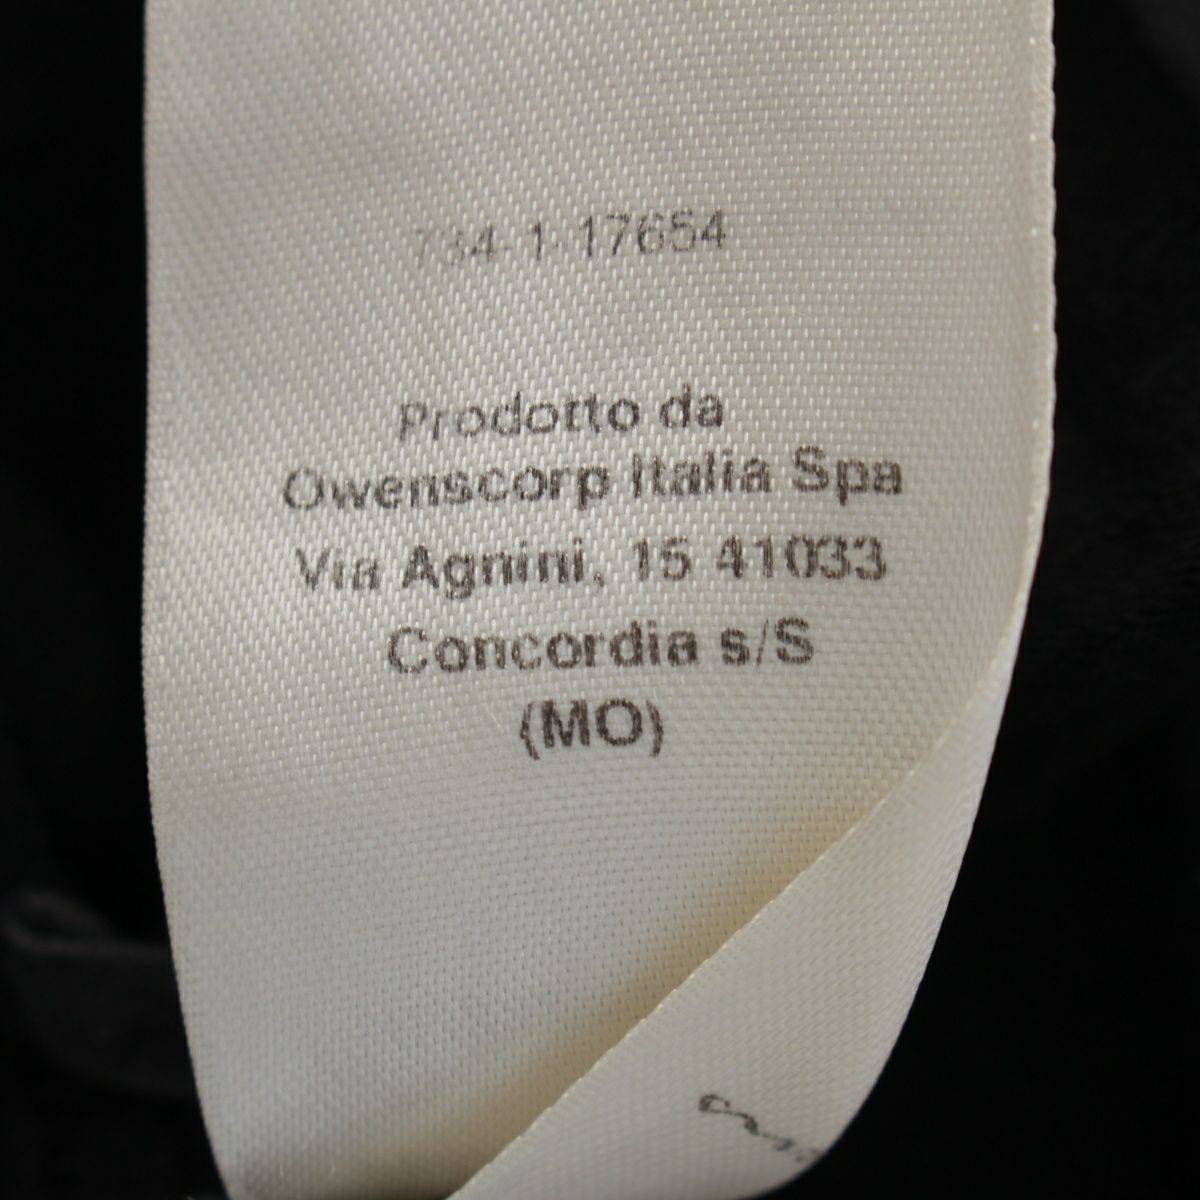 734-1-17654
Prodotto da
Owenscorp Italia Spa
Via Agnini, 15 41033
Concordia s/S
(MO)